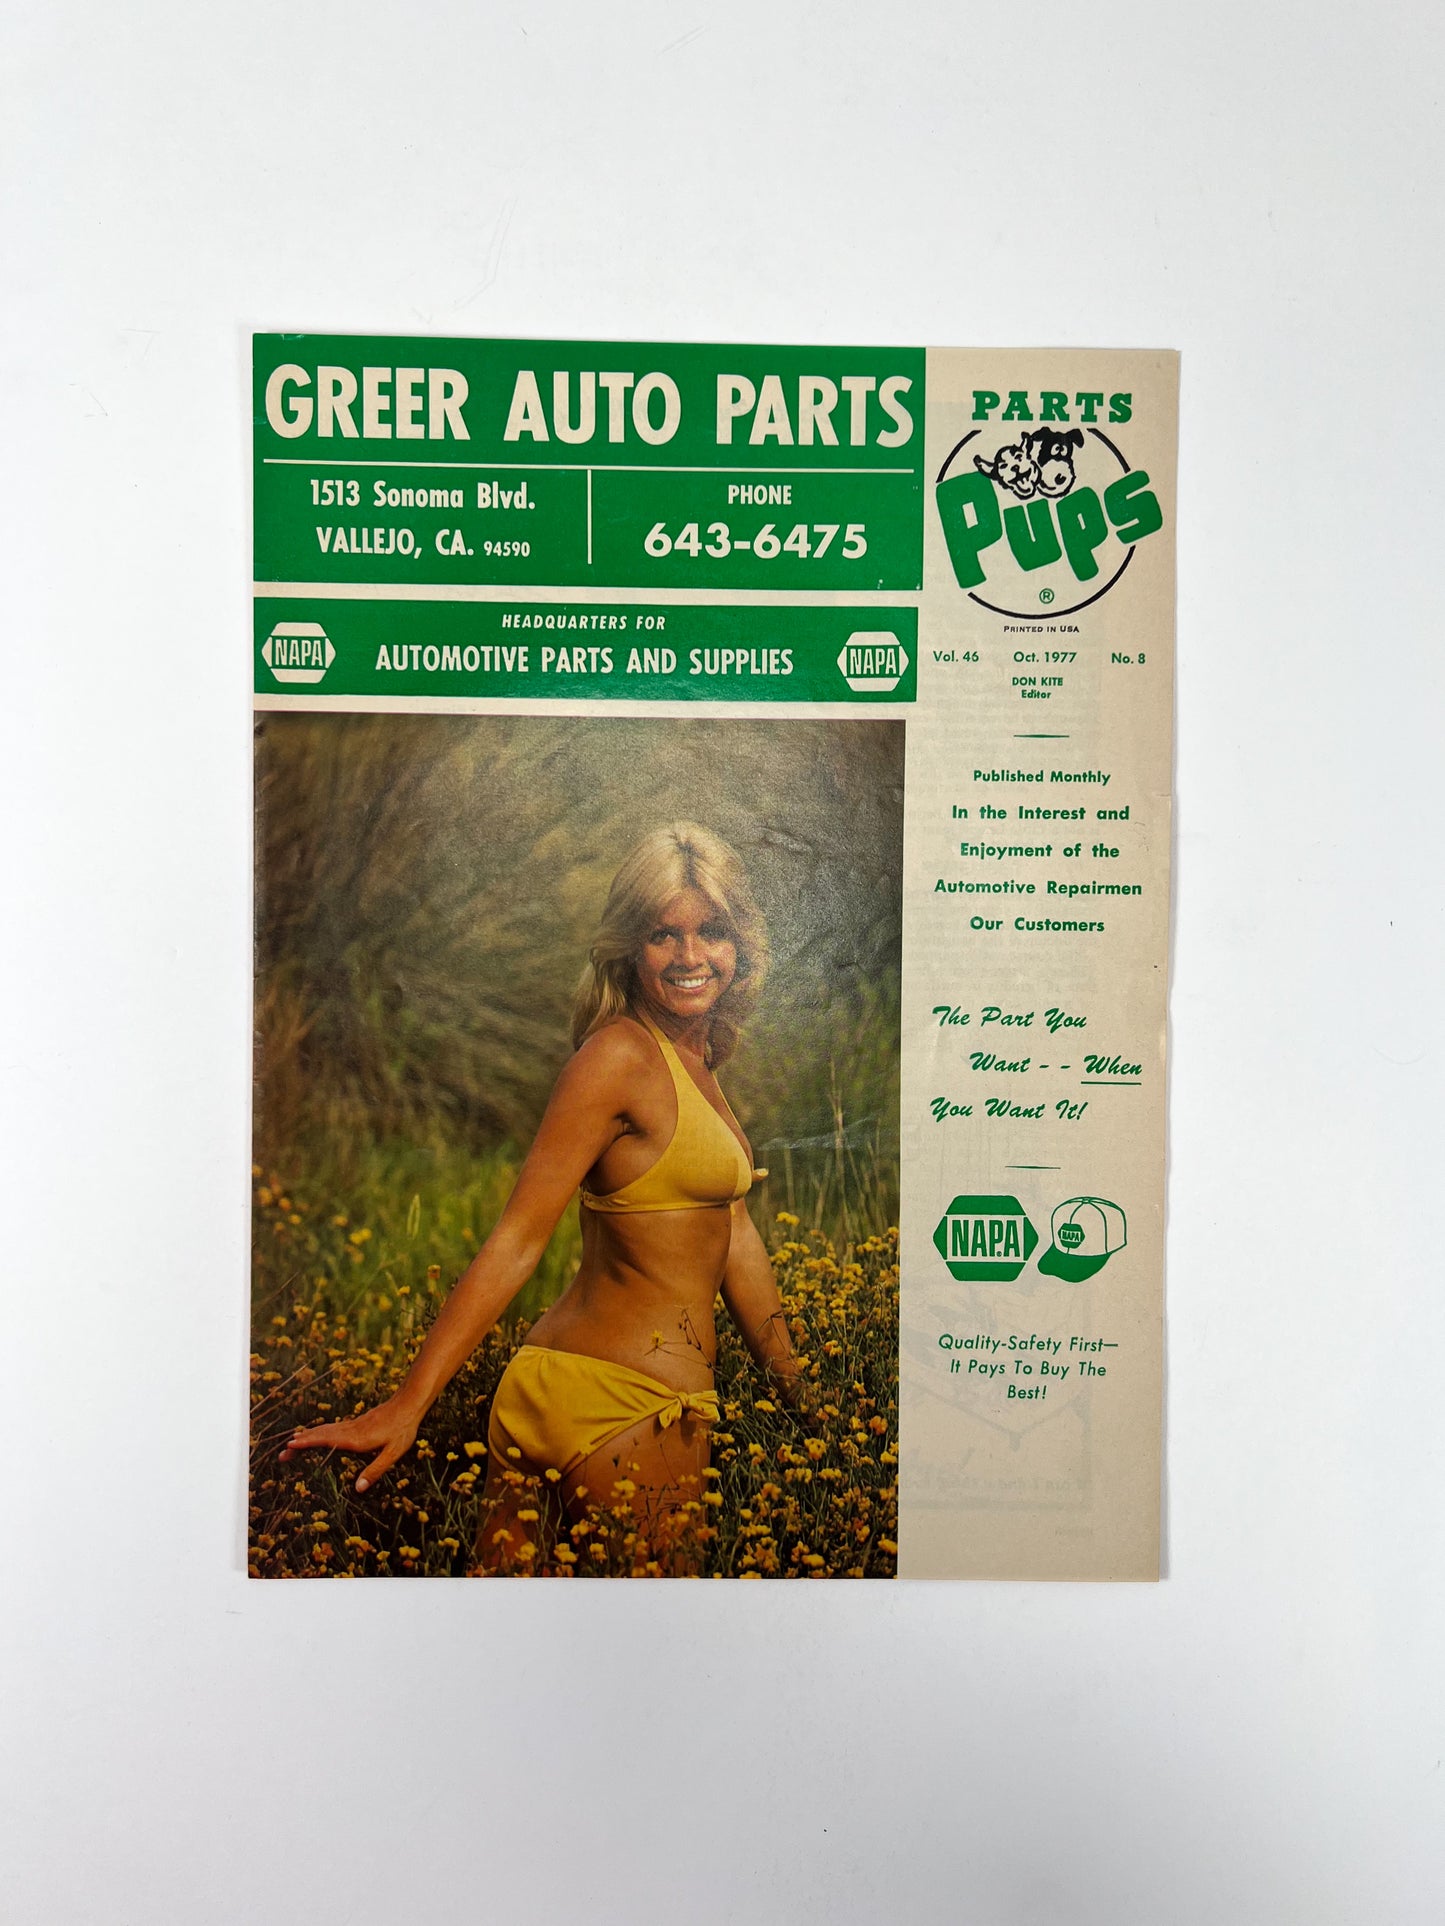 GREER AUTO PARTS
1513 Sonoma Blvd.
VALLEJO, CA. 94590
PHONE
643-6475
HEADQUARTERS FOR
NAPA
AUTOMOTIVE PARTS AND SUPPLIES
NAPA
PARTS
Pups
®
PRINTED IN USA
Vol. 46 Oct. 1977 No. 8
DON KITE
Editor
Published Monthly
In the Interest and
Enjoyment of the
Automotive Repairmen
Our Customers
The Part You
Want - - When
You Want It!
NAPA®
NAPA
Quality-Safety First—
It Pays To Buy The
Best!